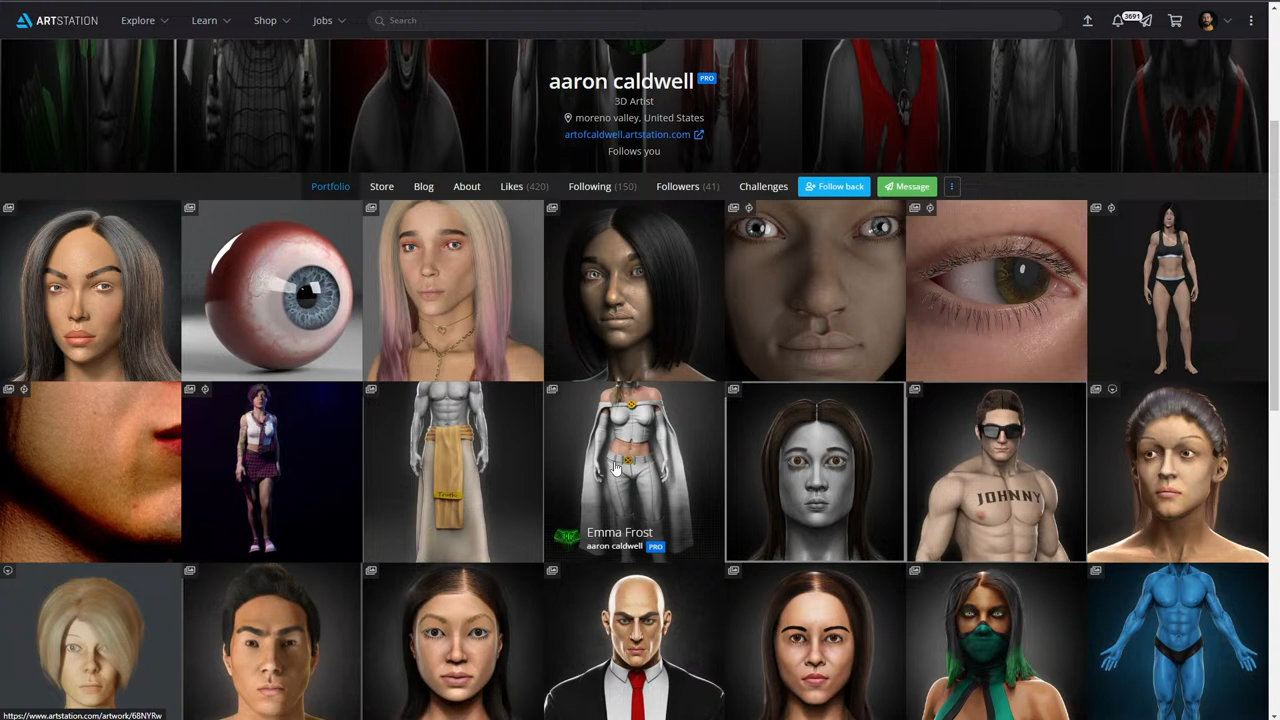 ARTSTATION Explore Learn Shop Jobs Search 3691
aaron caldwell PRO
3D Artist
moreno valley, United States
artofcaldwell.artstation.com
Follows you
Portfolio Store Blog About Likes (420) Following (150) Followers (41) Challenges Follow back Message
Truth
JOHNNY
Emma Frost
aaron caldwell PRO
https://www.artstation.com/artwork/68NYRw